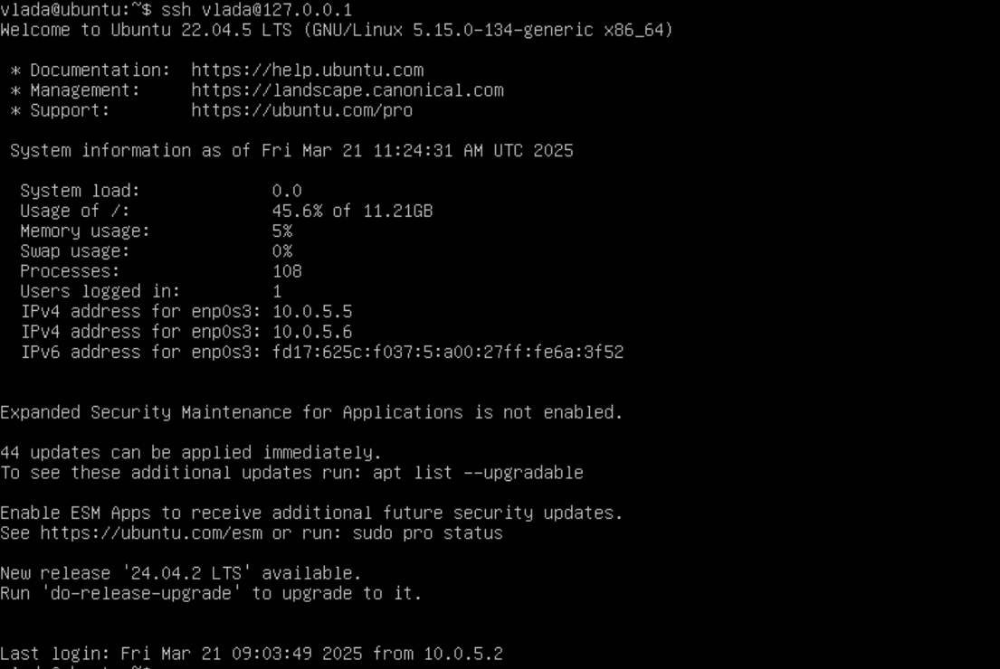 vlada@ubuntu:~$ ssh vlada@127.0.0.1
Welcome to Ubuntu 22.04.5 LTS (GNU/Linux 5.15.0-134-generic x86_64)
* Documentation:  https://help.ubuntu.com
* Management:     https://landscape.canonical.com
* Support:        https://ubuntu.com/pro
System information as of Fri Mar 21 11:24:31 AM UTC 2025
System load:             0.0
Usage of /:              45.6% of 11.21GB
Memory usage:            5%
Swap usage:              0%
Processes:               108
Users logged in:         1
IPv4 address for enp0s3: 10.0.5.5
IPv4 address for enp0s3: 10.0.5.6
IPv6 address for enp0s3: fd17:625c:f037:5:a00:27ff:fe6a:3f52
Expanded Security Maintenance for Applications is not enabled.
44 updates can be applied immediately.
To see these additional updates run: apt list --upgradable
Enable ESM Apps to receive additional future security updates.
See https://ubuntu.com/esm or run: sudo pro status
New release '24.04.2 LTS' available.
Run 'do-release-upgrade' to upgrade to it.
Last login: Fri Mar 21 09:03:49 2025 from 10.0.5.2